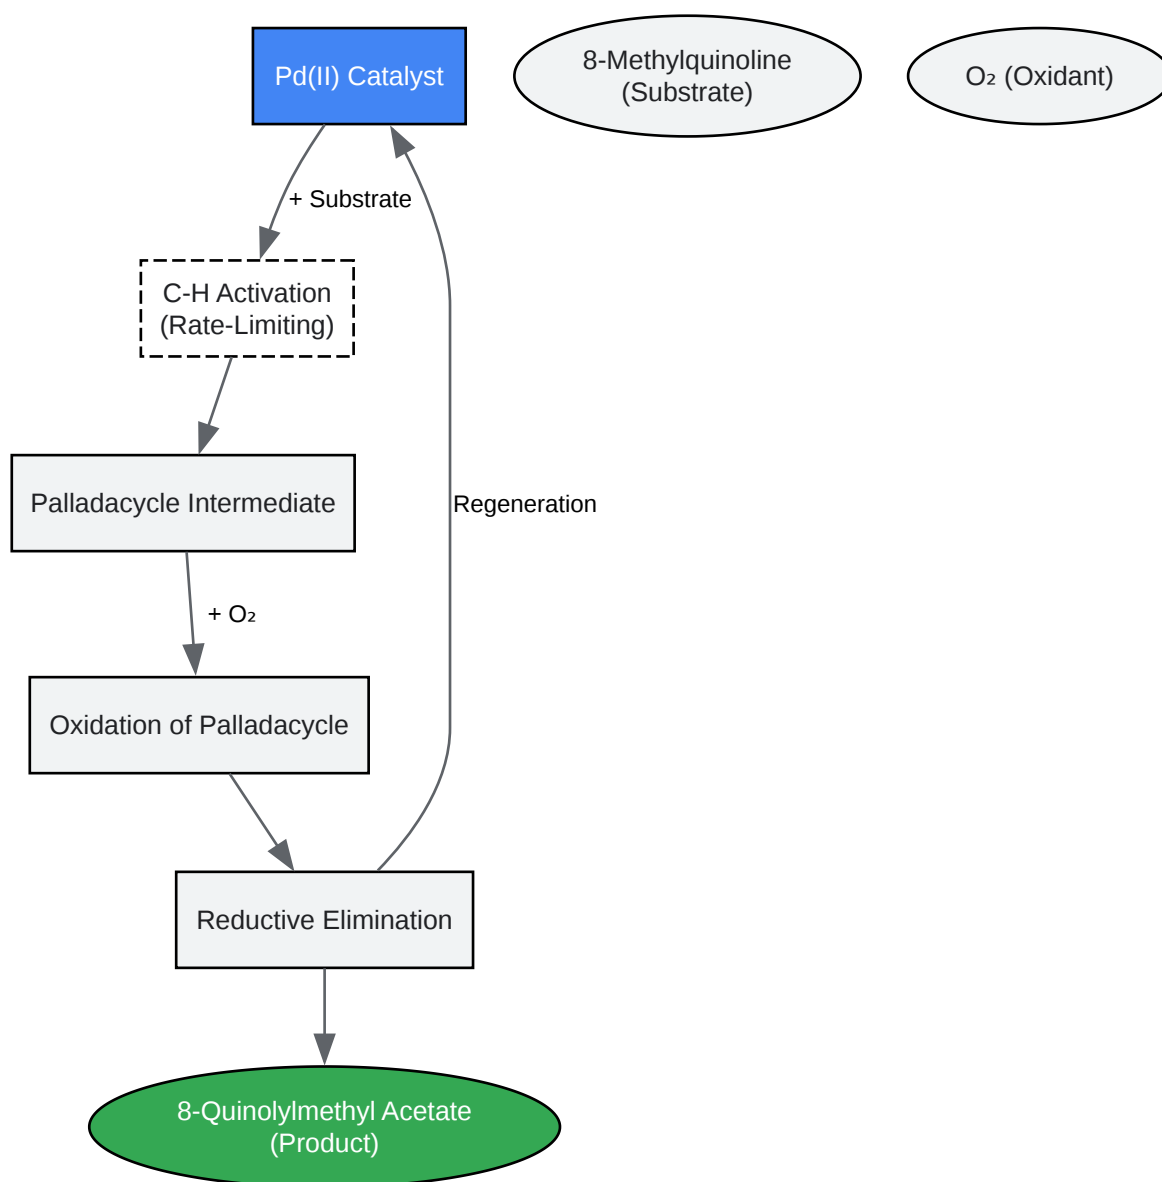 Pd(II) Catalyst
8-Methylquinoline
(Substrate)
O₂ (Oxidant)
+ Substrate
C-H Activation
(Rate-Limiting)
Palladacycle Intermediate
Regeneration
+ O₂
Oxidation of Palladacycle
Reductive Elimination
8-Quinolylmethyl Acetate
(Product)